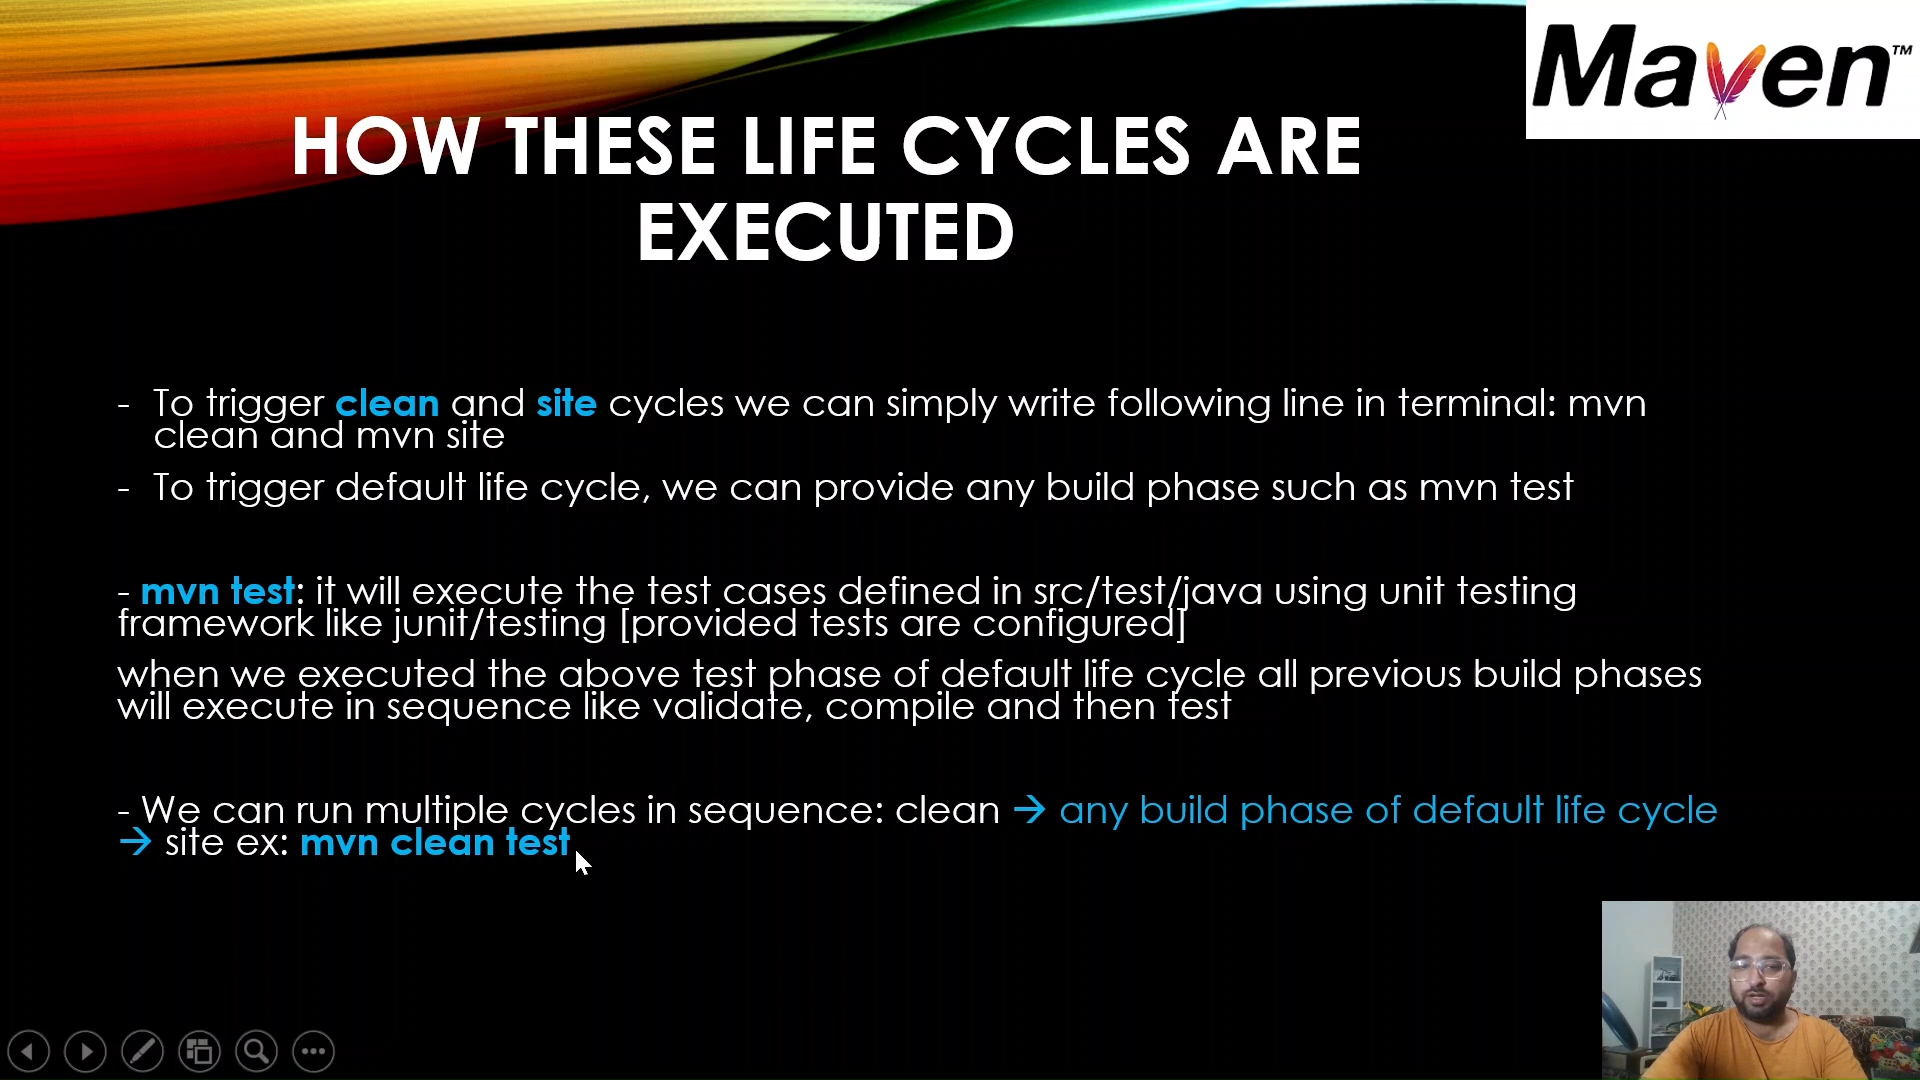 Maven™
HOW THESE LIFE CYCLES ARE
EXECUTED
- To trigger clean and site cycles we can simply write following line in terminal: mvn
clean and mvn site
- To trigger default life cycle, we can provide any build phase such as mvn test
- mvn test: it will execute the test cases defined in src/test/java using unit testing
framework like junit/testing [provided tests are configured]
when we executed the above test phase of default life cycle all previous build phases
will execute in sequence like validate, compile and then test
- We can run multiple cycles in sequence: clean → any build phase of default life cycle
→ site ex: mvn clean test